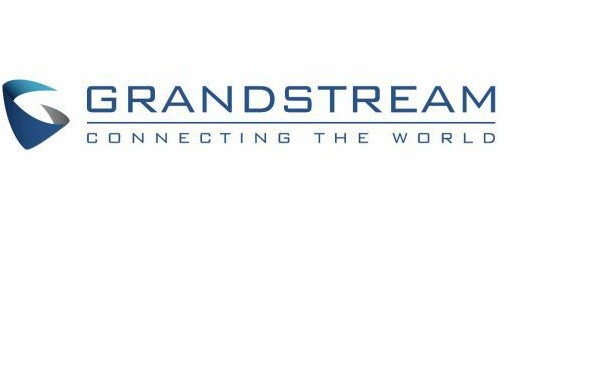 GRANDSTREAM
CONNECTING THE WORLD